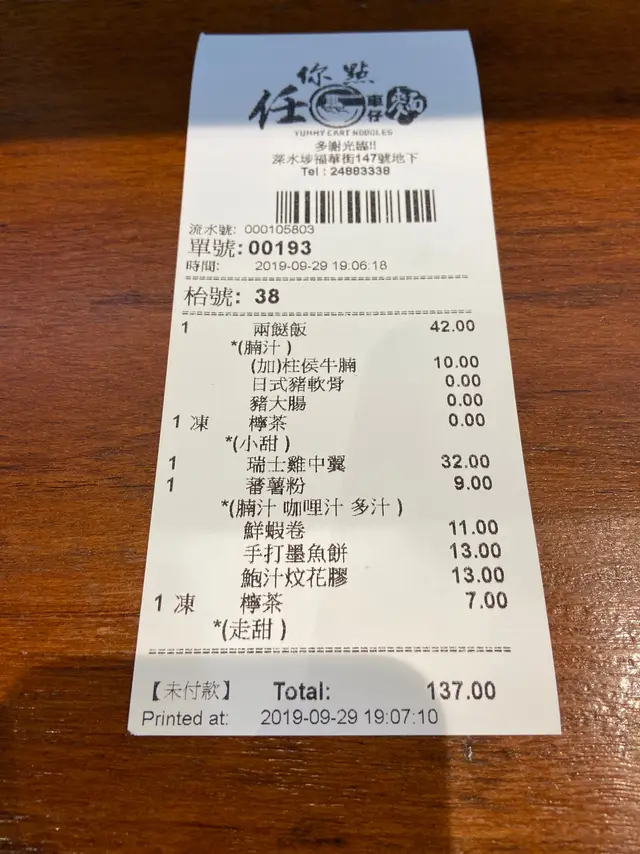 你點
任 車仔麵
YUMMY CART NOODLES
多謝光臨!!
深水埗福華街147號地下
Tel : 24883338
流水號: 000105803
單號: 00193
時間: 2019-09-29 19:06:18
枱號: 38
1 兩餸飯 42.00
*(腩汁 )
(加)柱侯牛腩 10.00
日式豬軟骨 0.00
豬大腸 0.00
1 凍 檸茶 0.00
*(小甜 )
1 瑞士雞中翼 32.00
1 蕃薯粉 9.00
*(腩汁 咖哩汁 多汁 )
鮮蝦卷 11.00
手打墨魚餅 13.00
鮑汁炆花膠 13.00
1 凍 檸茶 7.00
*(走甜 )
【未付款】 Total: 137.00
Printed at: 2019-09-29 19:07:10